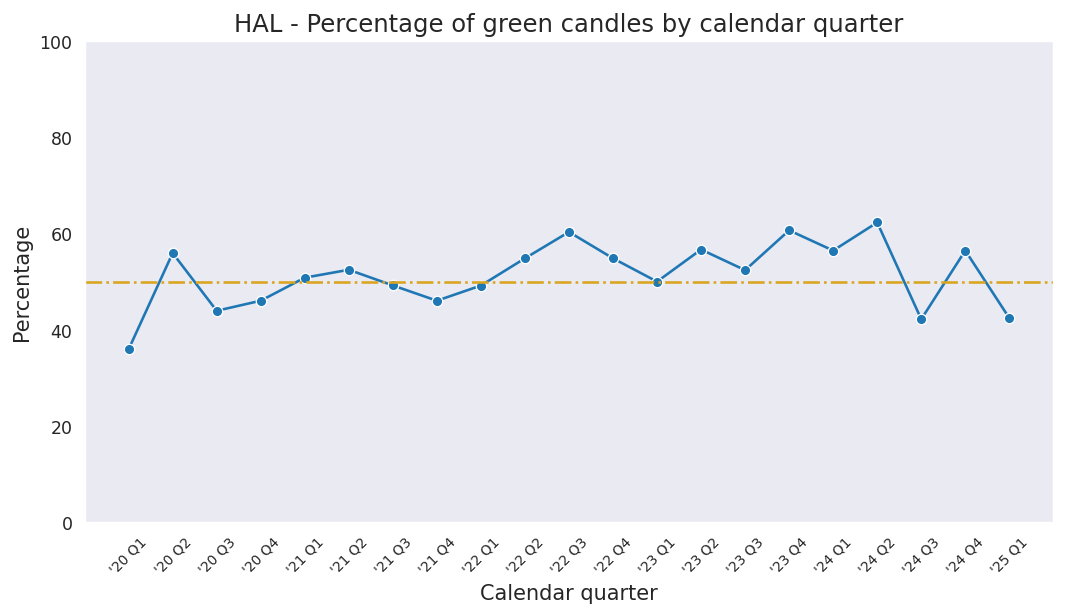 HAL - Percentage of green candles by calendar quarter
Percentage
100
80
60
40
20
0
'20 Q1
'20 Q2
'20 Q3
'20 Q4
'21 Q1
'21 Q2
'21 Q3
'21 Q4
'22 Q1
'22 Q2
'22 Q3
'22 Q4
'23 Q1
'23 Q2
'23 Q3
'23 Q4
'24 Q1
'24 Q2
'24 Q3
'24 Q4
'25 Q1
Calendar quarter